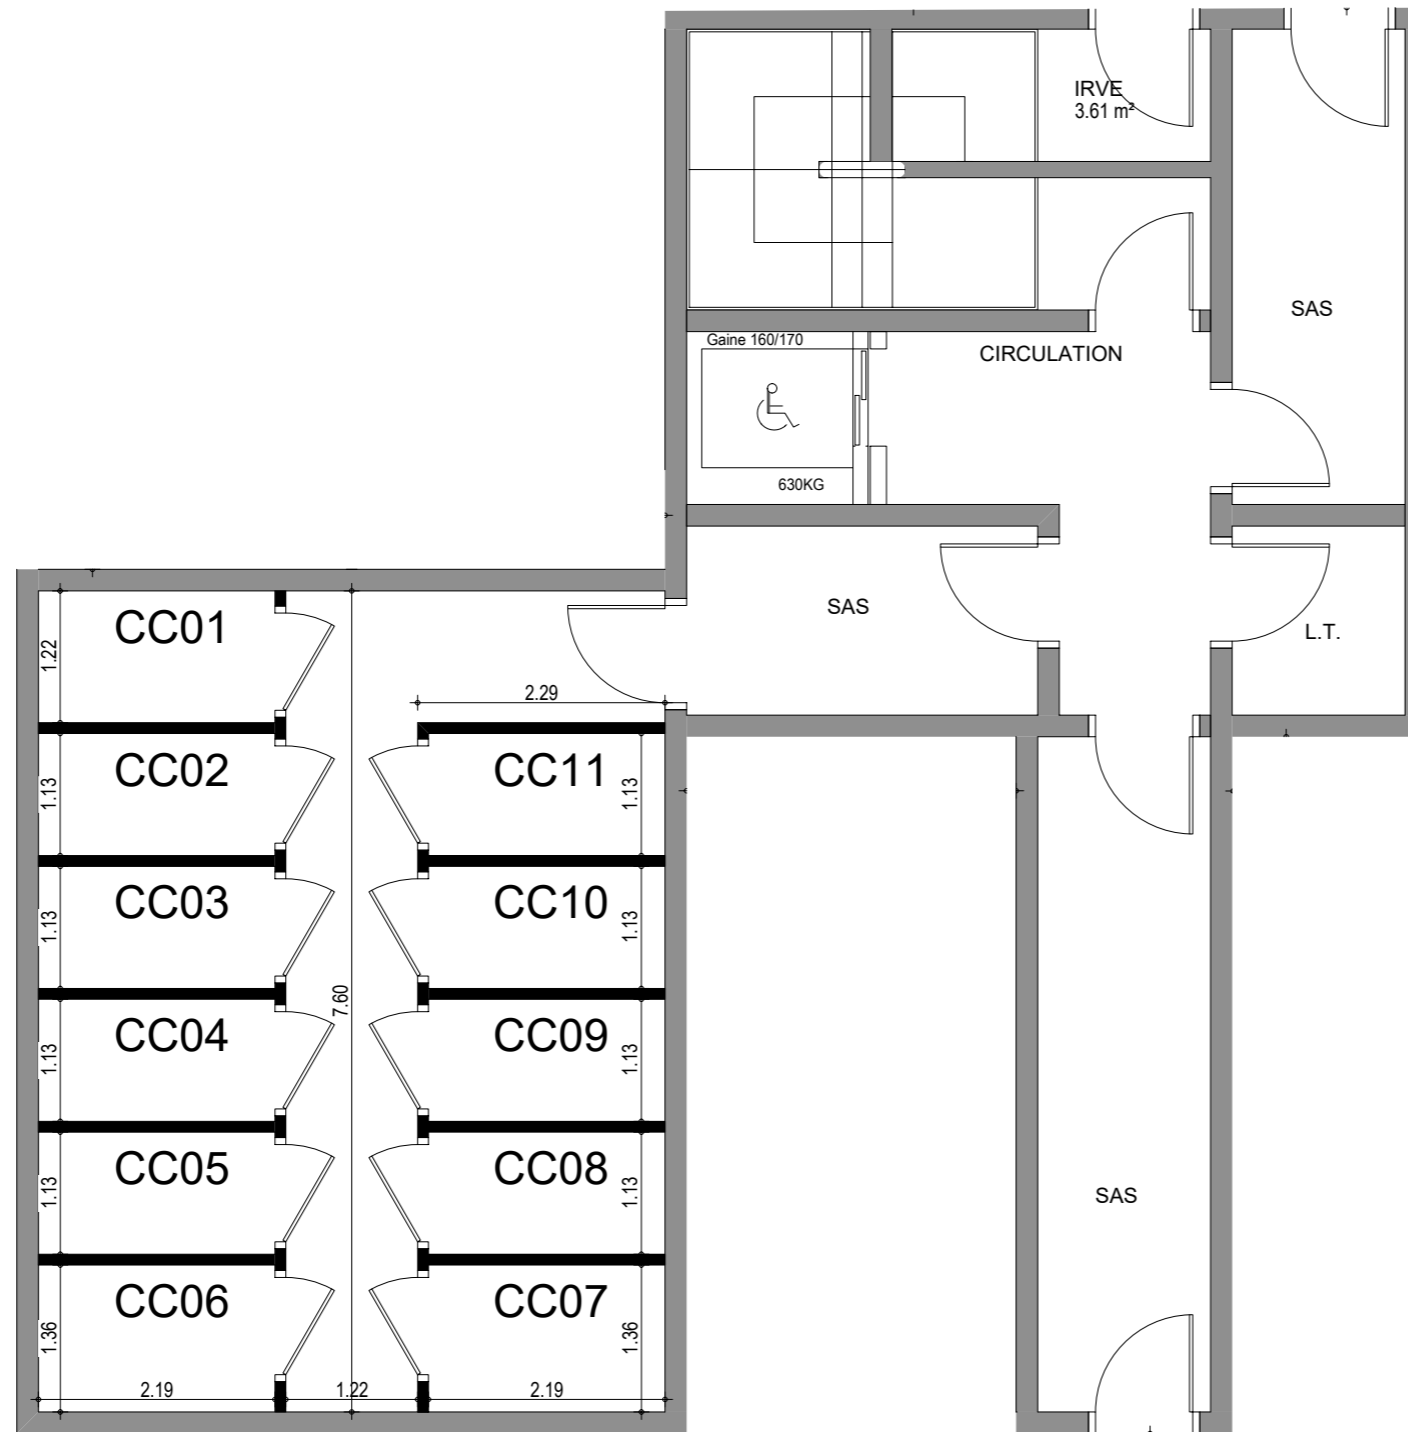 IRVE
3.61 m²
SAS
Gaine 160/170
CIRCULATION
630KG
SAS
L.T.
CC01
1.22
2.29
CC02
1.13
CC11
1.13
CC03
1.13
CC10
1.13
7.60
CC04
1.13
CC09
1.13
CC05
1.13
CC08
1.13
SAS
CC06
1.36
CC07
1.36
2.19
1.22
2.19